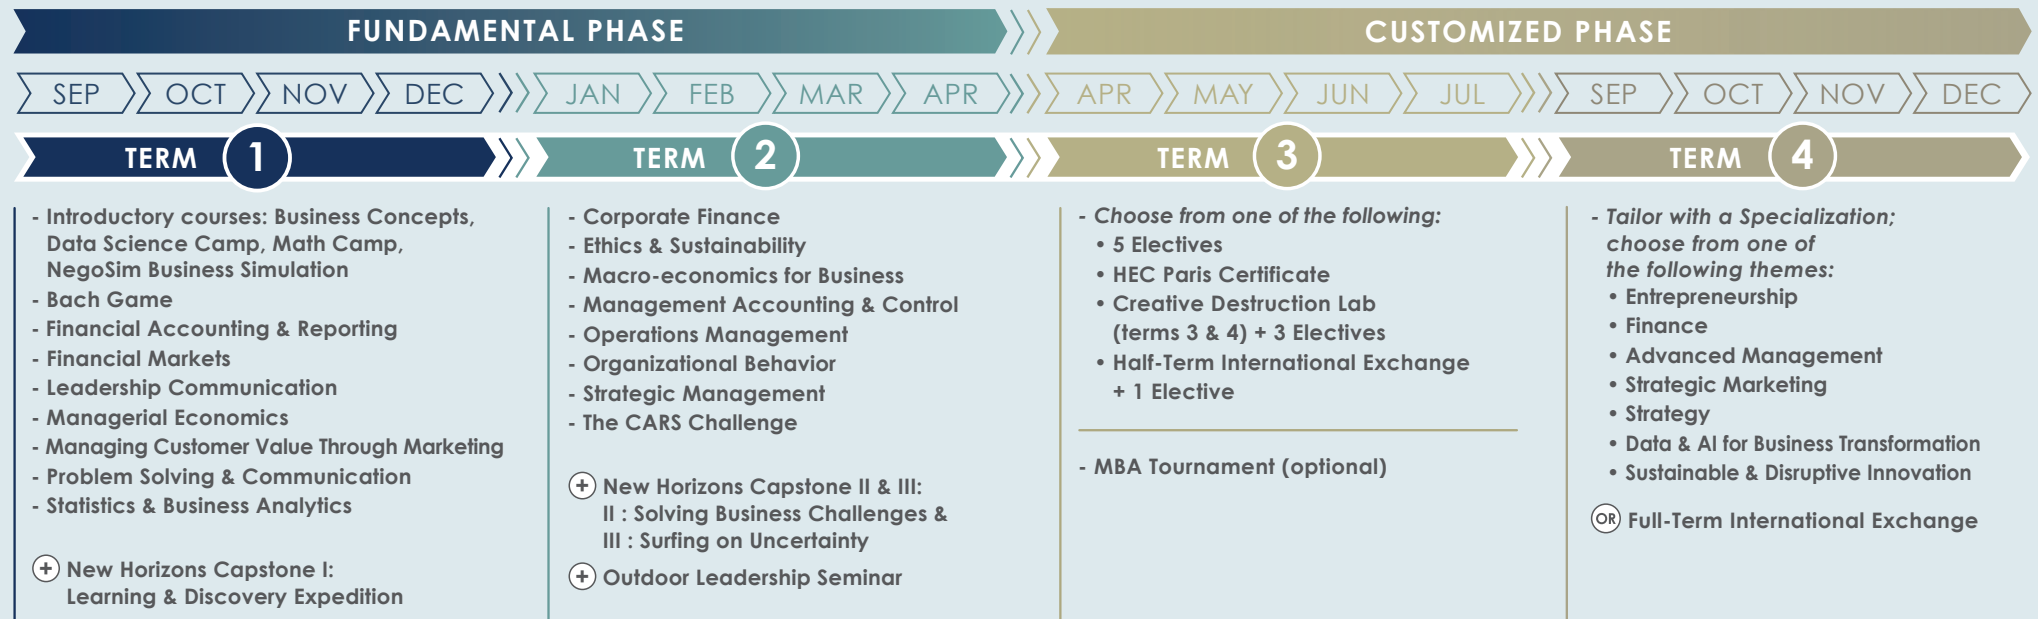 FUNDAMENTAL PHASE
CUSTOMIZED PHASE
SEP OCT NOV DEC JAN FEB MAR APR APR MAY JUN JUL SEP OCT NOV DEC
TERM 1
- Introductory courses: Business Concepts,
Data Science Camp, Math Camp,
NegoSim Business Simulation
- Bach Game
- Financial Accounting & Reporting
- Financial Markets
- Leadership Communication
- Managerial Economics
- Managing Customer Value Through Marketing
- Problem Solving & Communication
- Statistics & Business Analytics
+ New Horizons Capstone I:
Learning & Discovery Expedition
TERM 2
- Corporate Finance
- Ethics & Sustainability
- Macro-economics for Business
- Management Accounting & Control
- Operations Management
- Organizational Behavior
- Strategic Management
- The CARS Challenge
+ New Horizons Capstone II & III:
II : Solving Business Challenges &
III : Surfing on Uncertainty
+ Outdoor Leadership Seminar
TERM 3
- Choose from one of the following:
• 5 Electives
• HEC Paris Certificate
• Creative Destruction Lab
(terms 3 & 4) + 3 Electives
• Half-Term International Exchange
+ 1 Elective
- MBA Tournament (optional)
TERM 4
- Tailor with a Specialization;
choose from one of
the following themes:
• Entrepreneurship
• Finance
• Advanced Management
• Strategic Marketing
• Strategy
• Data & AI for Business Transformation
• Sustainable & Disruptive Innovation
OR Full-Term International Exchange